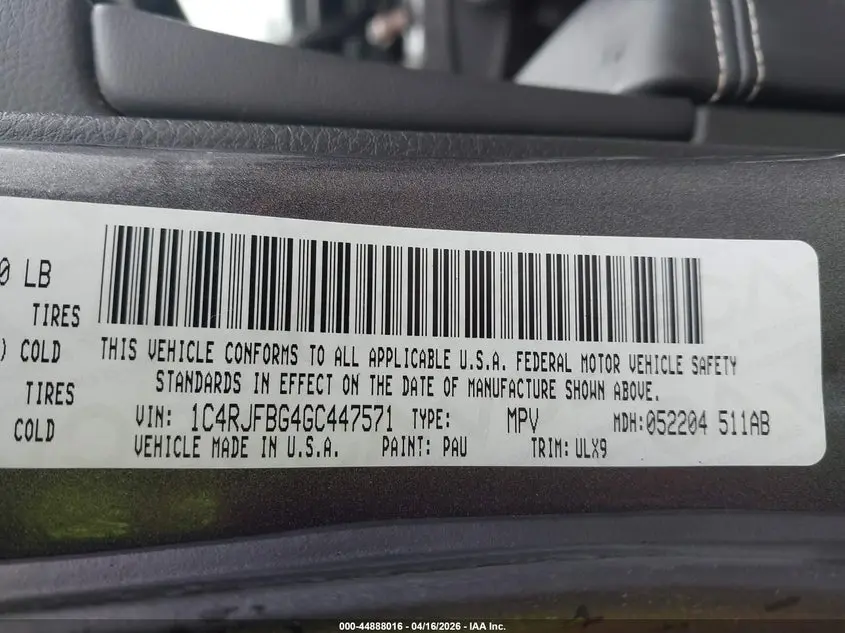 0 LB
TIRES
) COLD
TIRES
COLD
THIS VEHICLE CONFORMS TO ALL APPLICABLE U.S.A. FEDERAL MOTOR VEHICLE SAFETY
STANDARDS IN EFFECT ON THE DATE OF MANUFACTURE SHOWN ABOVE.
VIN: 1C4RJFBG4GC447571 TYPE: MPV MDH:052204 511AB
VEHICLE MADE IN U.S.A. PAINT: PAU TRIM: ULX9
000-44888016 - 04/16/2026 - IAA Inc.